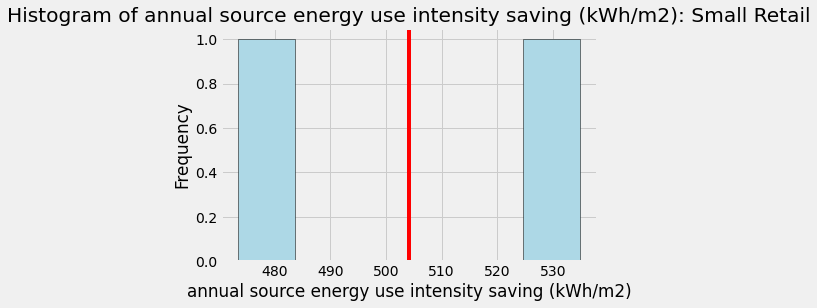 Histogram of annual source energy use intensity saving (kWh/m2): Small Retail
1.0
0.8
0.6
0.4
0.2
0.0
Frequency
480 490 500 510 520 530
annual source energy use intensity saving (kWh/m2)